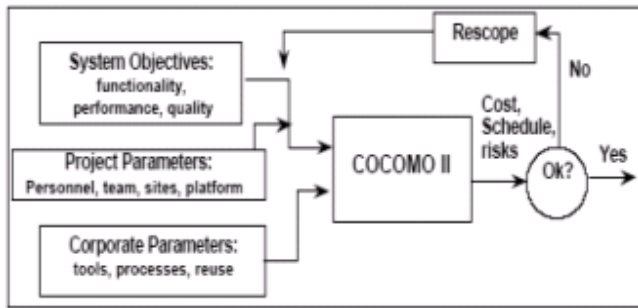 Rescope
System Objectives:
functionality,
performance, quality
No
Cost,
Schedule,
risks
Project Parameters:
Personnel, team, sites, platform
COCOMO II
Ok?
Yes
Corporate Parameters:
tools, processes, reuse